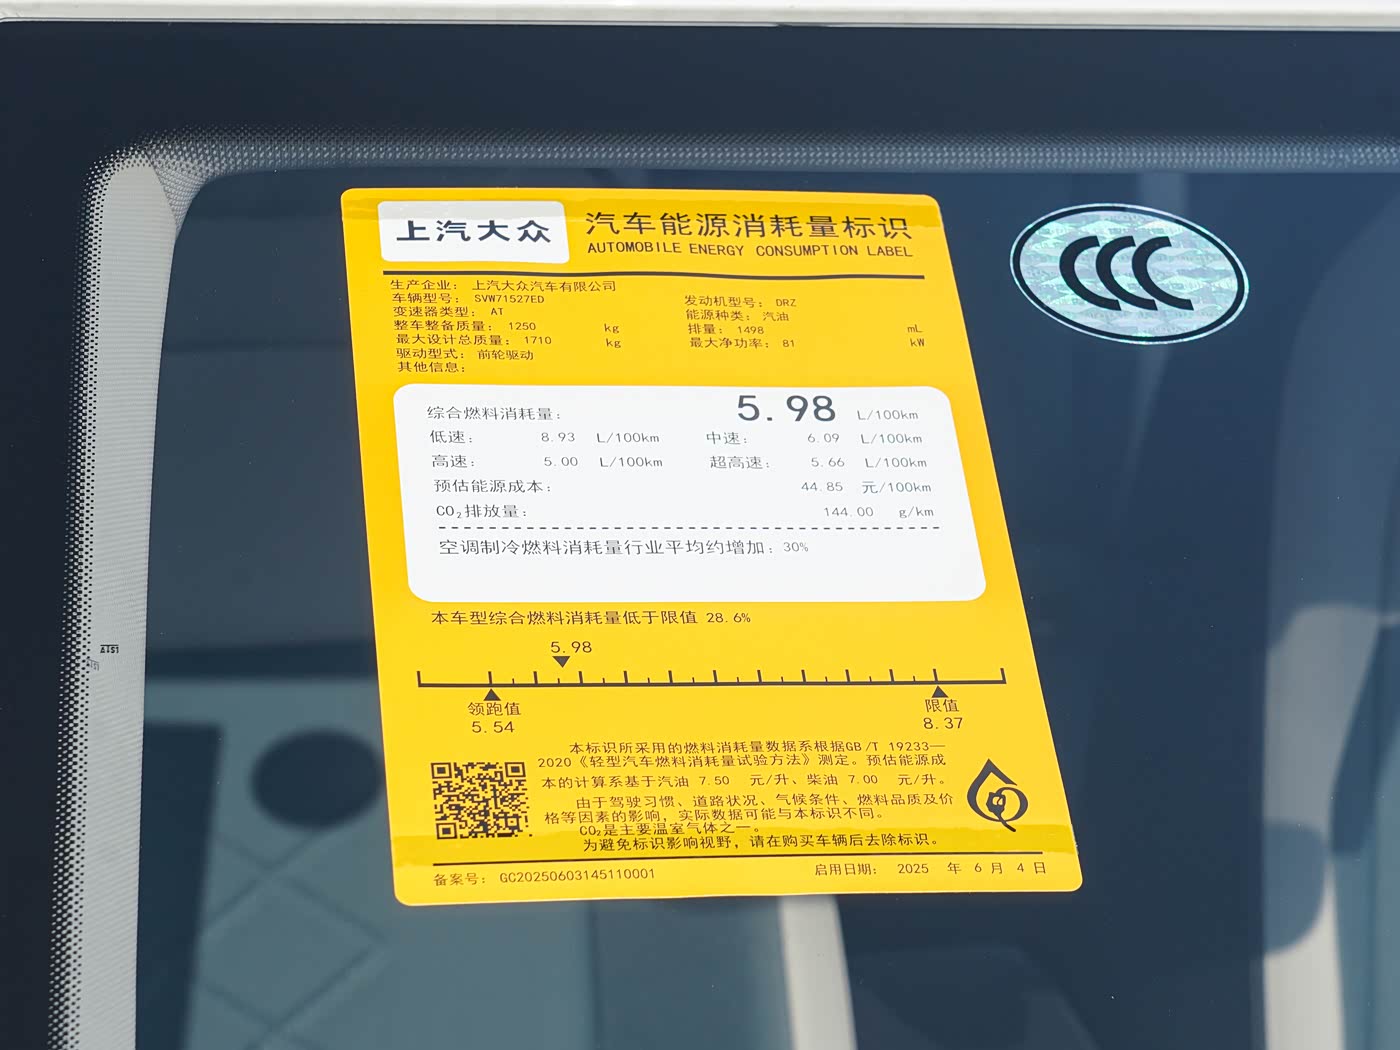 上汽大众
汽车能源消耗量标识
AUTOMOBILE ENERGY CONSUMPTION LABEL
生产企业: 上汽大众汽车有限公司
车辆型号: SVW71527ED 发动机型号: DRZ
变速器类型: AT 能源种类: 汽油
整车整备质量: 1250 kg 排量: 1498 mL
最大设计总质量: 1710 kg 最大净功率: 81 kW
驱动型式: 前轮驱动
其他信息:
综合燃料消耗量: 5.98 L/100km
低速: 8.93 L/100km 中速: 6.09 L/100km
高速: 5.00 L/100km 超高速: 5.66 L/100km
预估能源成本: 44.85 元/100km
CO₂排放量: 144.00 g/km
空调制冷燃料消耗量行业平均约增加: 30%
本车型综合燃料消耗量低于限值 28.6%
5.98
领跑值 限值
5.54 8.37
本标识所采用的燃料消耗量数据系根据GB/T 19233—
2020《轻型汽车燃料消耗量试验方法》测定。预估能源成
本的计算系基于汽油 7.50 元/升、柴油 7.00 元/升。
由于驾驶习惯、道路状况、气候条件、燃料品质及价
格等因素的影响，实际数据可能与本标识不同。
CO₂是主要温室气体之一。
为避免标识影响视野，请在购买车辆后去除标识。
备案号: GC20250603145110001 启用日期: 2025 年 6 月 4 日
CCC